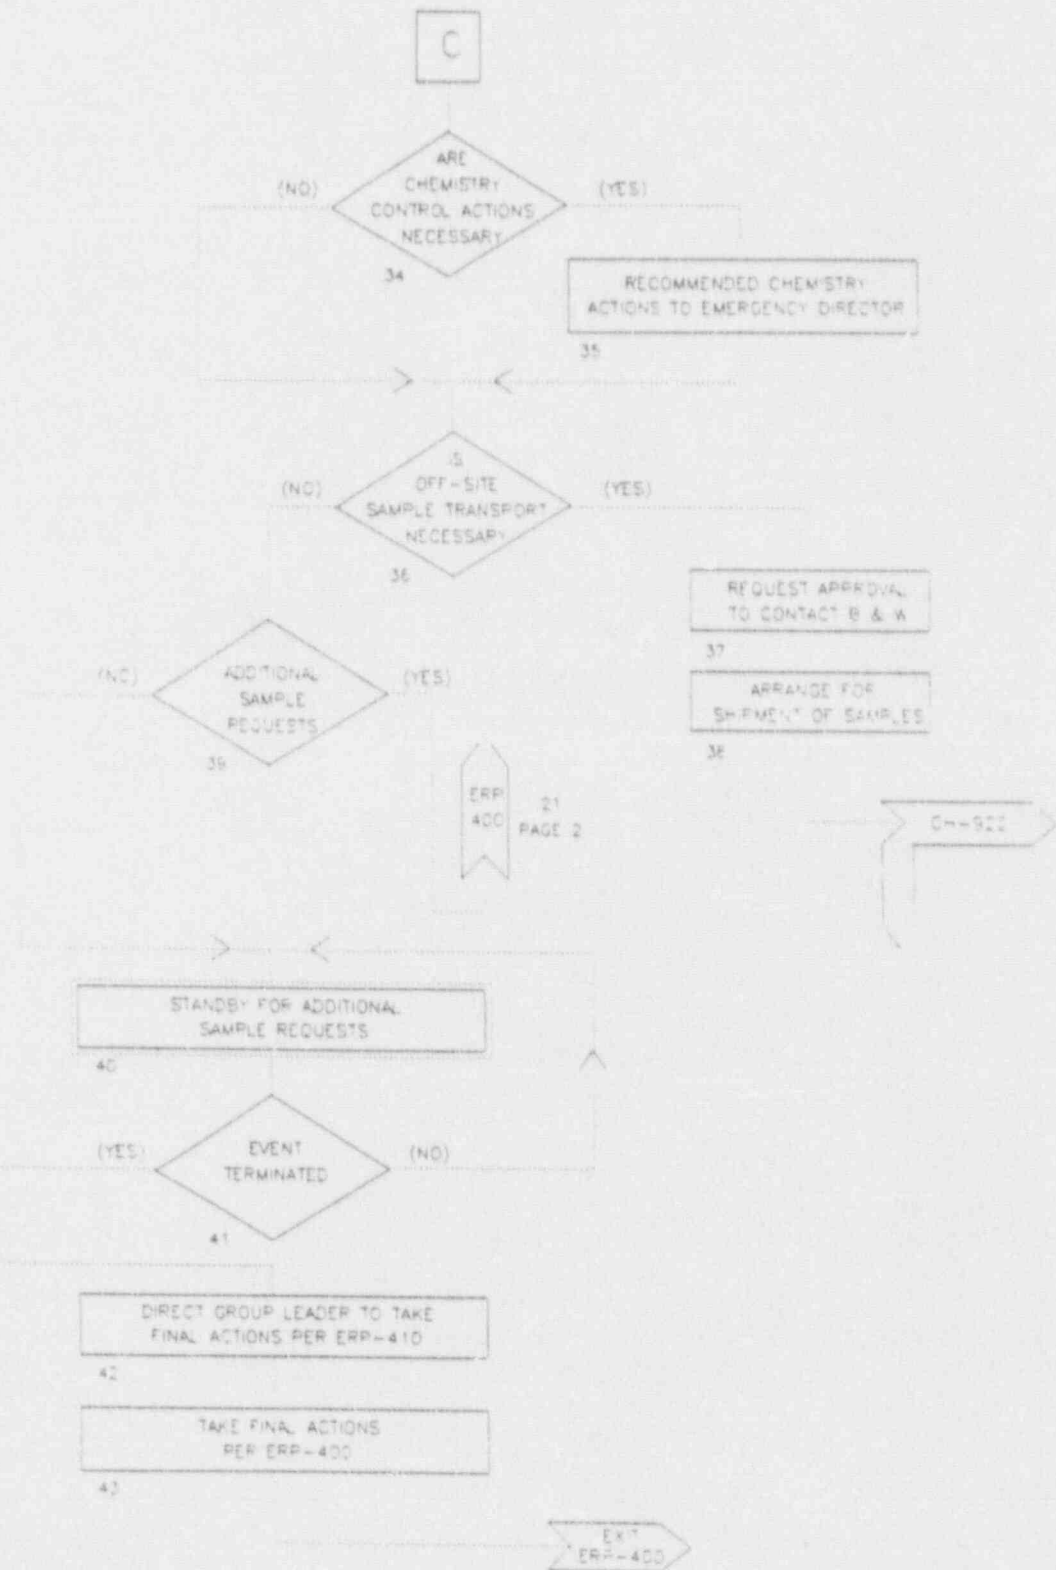 C
ARE
CHEMISTRY
CONTROL ACTIONS
NECESSARY
(NO)
(YES)
34
RECOMMENDED CHEMISTRY
ACTIONS TO EMERGENCY DIRECTOR
35
IS
OFF-SITE
SAMPLE TRANSPORT
NECESSARY
(NO)
(YES)
36
REQUEST APPROVAL
TO CONTACT B & W
37
ARRANGE FOR
SHIPMENT OF SAMPLES
38
ADDITIONAL
SAMPLE
REQUESTS
(NO)
(YES)
39
ERP
400
21
PAGE 2
STANDBY FOR ADDITIONAL
SAMPLE REQUESTS
40
EVENT
TERMINATED
(YES)
(NO)
41
DIRECT GROUP LEADER TO TAKE
FINAL ACTIONS PER ERP-410
42
TAKE FINAL ACTIONS
PER ERP-400
43
EXIT
ERP-400